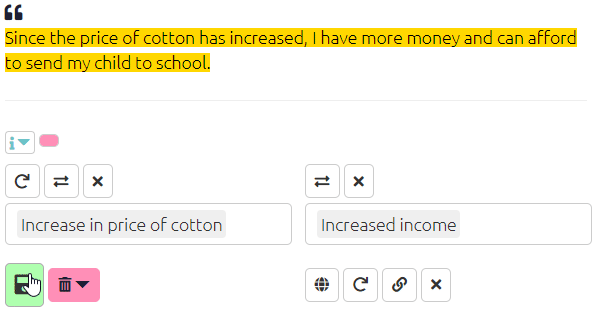 Since the price of cotton has increased, I have more money and can afford
to send my child to school.
Increase in price of cotton
Increased income